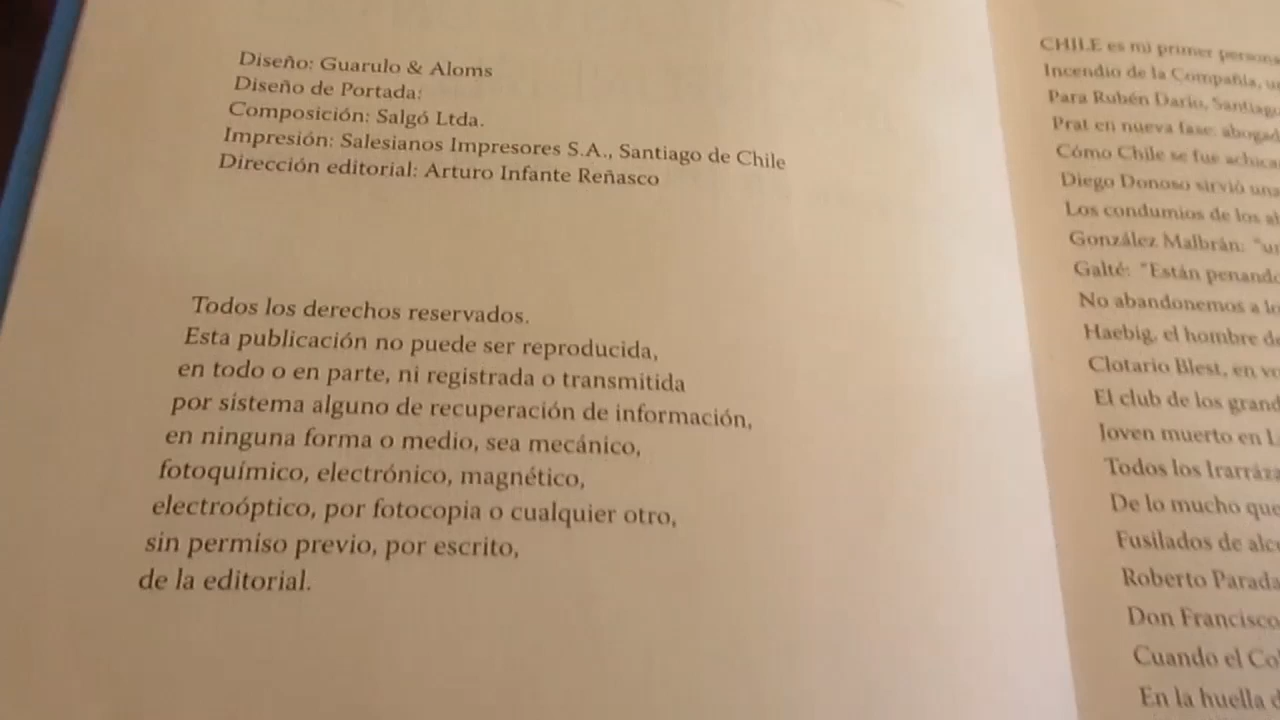 Diseño: Guarulo & Aloms
Diseño de Portada:
Composición: Salgó Ltda.
Impresión: Salesianos Impresores S.A., Santiago de Chile
Dirección editorial: Arturo Infante Reñasco
Todos los derechos reservados.
Esta publicación no puede ser reproducida,
en todo o en parte, ni registrada o transmitida
por sistema alguno de recuperación de información,
en ninguna forma o medio, sea mecánico,
fotoquímico, electrónico, magnético,
electroóptico, por fotocopia o cualquier otro,
sin permiso previo, por escrito,
de la editorial.
CHILE es mi primer
Incendio de la Compañía,
Para Rubén Darío,
Prat en nueva fase:
Cómo Chile se fue
Diego Donoso sirvió una
Los condumios de los
González Malbrán:
Galté: "Están
No abandonemos a
Haebig, el hombre
Clotario Blest, en
El club de los
Joven muerto en
Todos los
De lo mucho que
Fusilados de
Roberto Parada
Don Francisco
Cuando el
En la huella